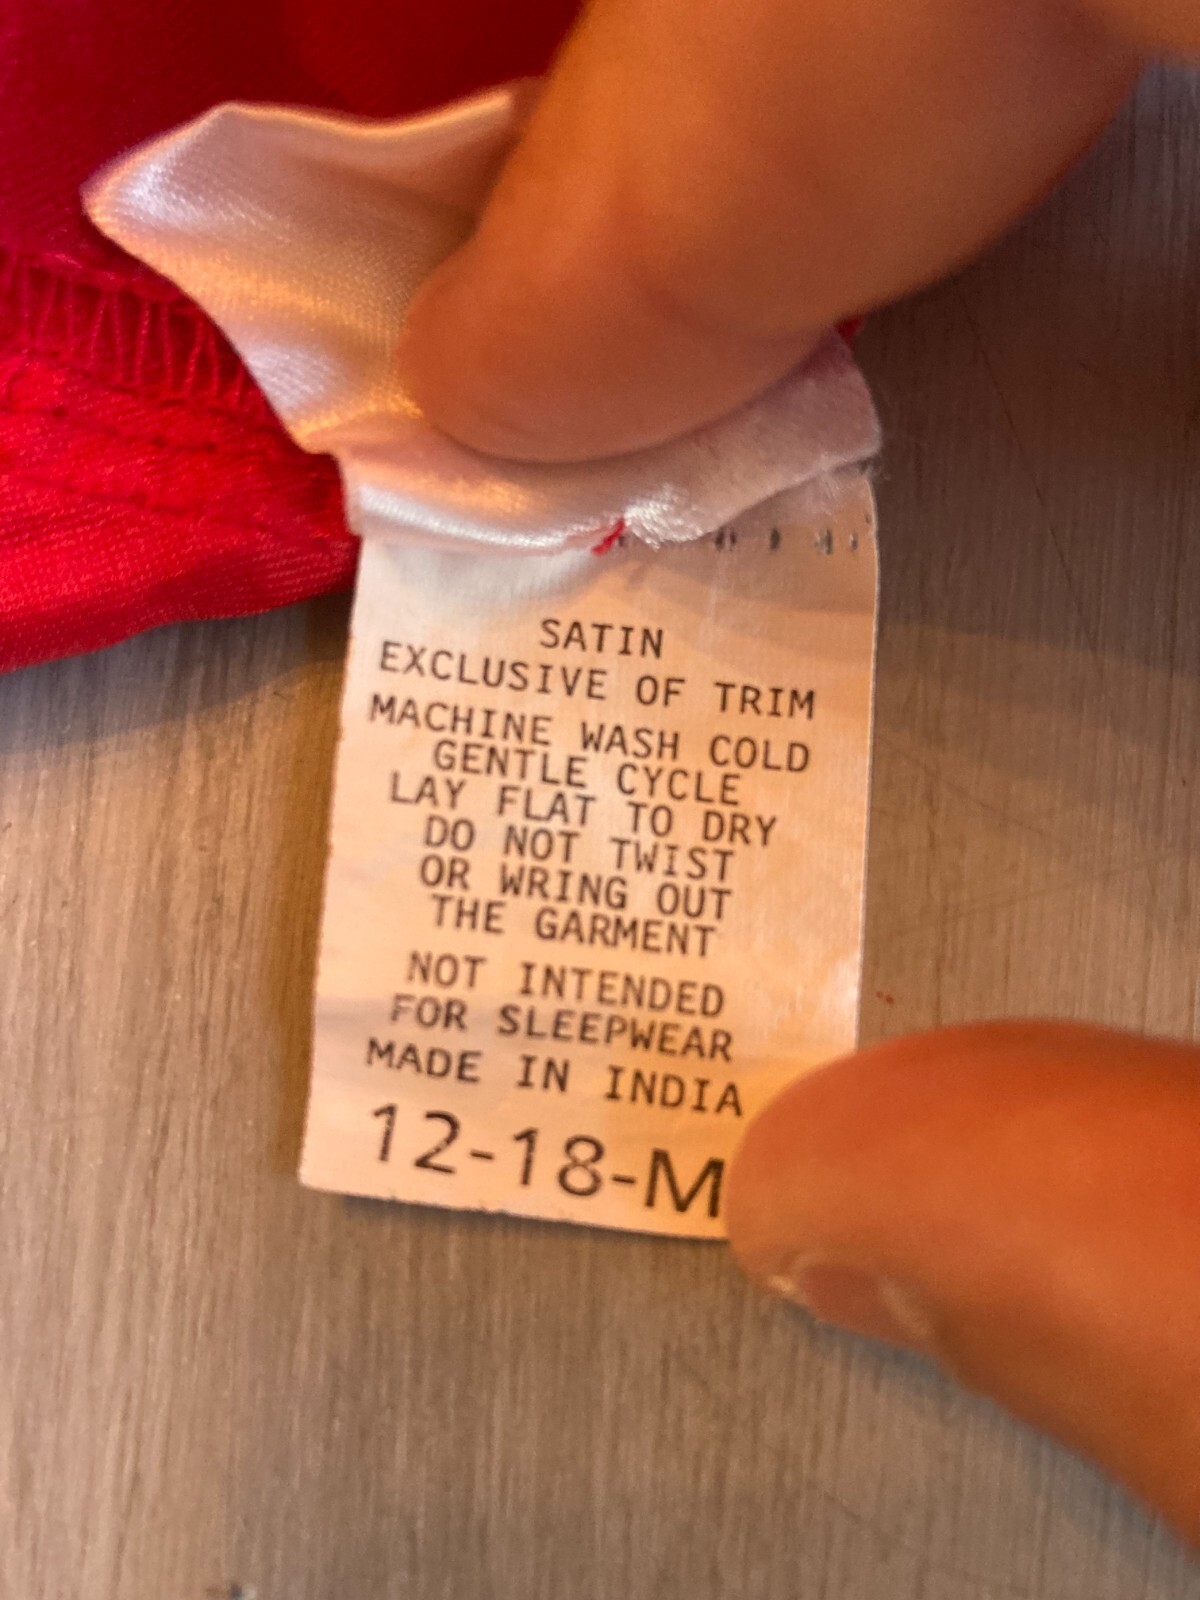 SATIN
EXCLUSIVE OF TRIM
MACHINE WASH COLD
GENTLE CYCLE
LAY FLAT TO DRY
DO NOT TWIST
OR WRING OUT
THE GARMENT
NOT INTENDED
FOR SLEEPWEAR
MADE IN INDIA
12-18-M